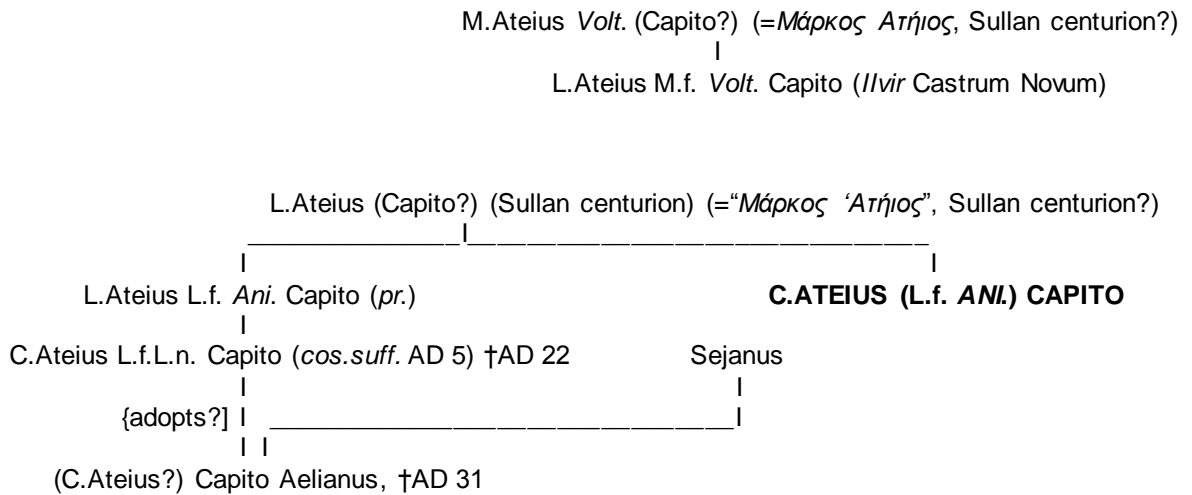 M.Ateius Volt. (Capito?) (=Μάρκος Ατήιος, Sullan centurion?)
L.Ateius M.f. Volt. Capito (IIvir Castrum Novum)
L.Ateius (Capito?) (Sullan centurion) (=“Μάρκος ‘Ατήιος”, Sullan centurion?)
L.Ateius L.f. Ani. Capito (pr.) C.ATEIUS (L.f. ANI.) CAPITO
C.Ateius L.f.L.n. Capito (cos.suff. AD 5) †AD 22 Sejanus
{adopts?]
(C.Ateius?) Capito Aelianus, †AD 31